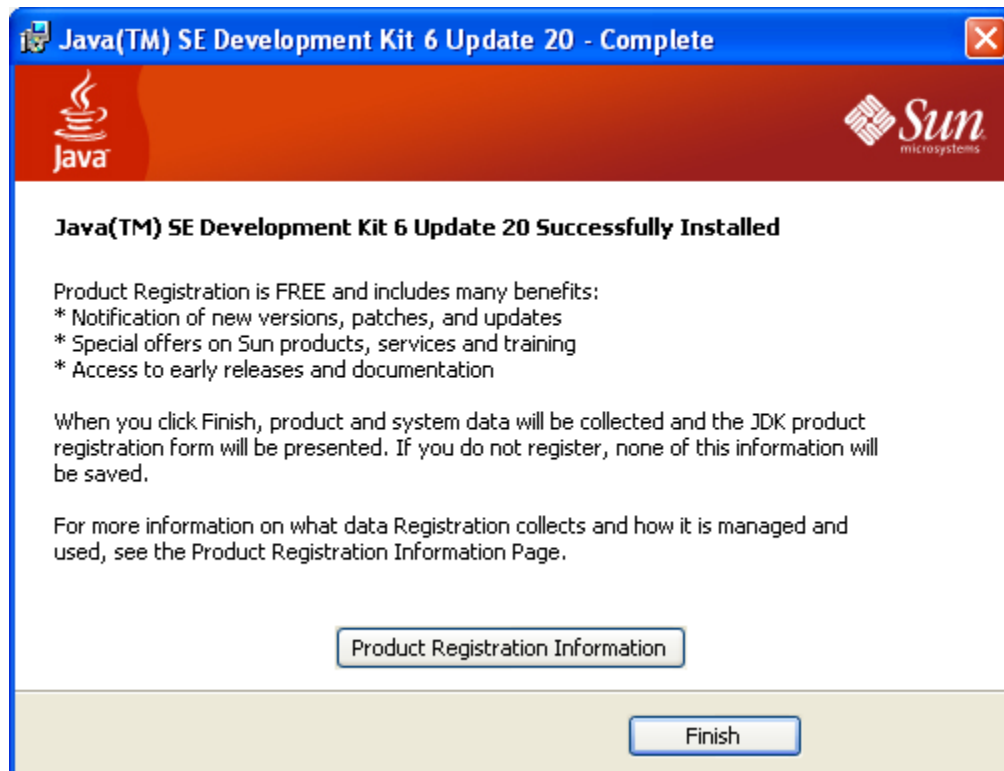 Java(TM) SE Development Kit 6 Update 20 - Complete
Java
Sun
microsystems
Java(TM) SE Development Kit 6 Update 20 Successfully Installed
Product Registration is FREE and includes many benefits:
* Notification of new versions, patches, and updates
* Special offers on Sun products, services and training
* Access to early releases and documentation
When you click Finish, product and system data will be collected and the JDK product
registration form will be presented. If you do not register, none of this information will
be saved.
For more information on what data Registration collects and how it is managed and
used, see the Product Registration Information Page.
Product Registration Information
Finish